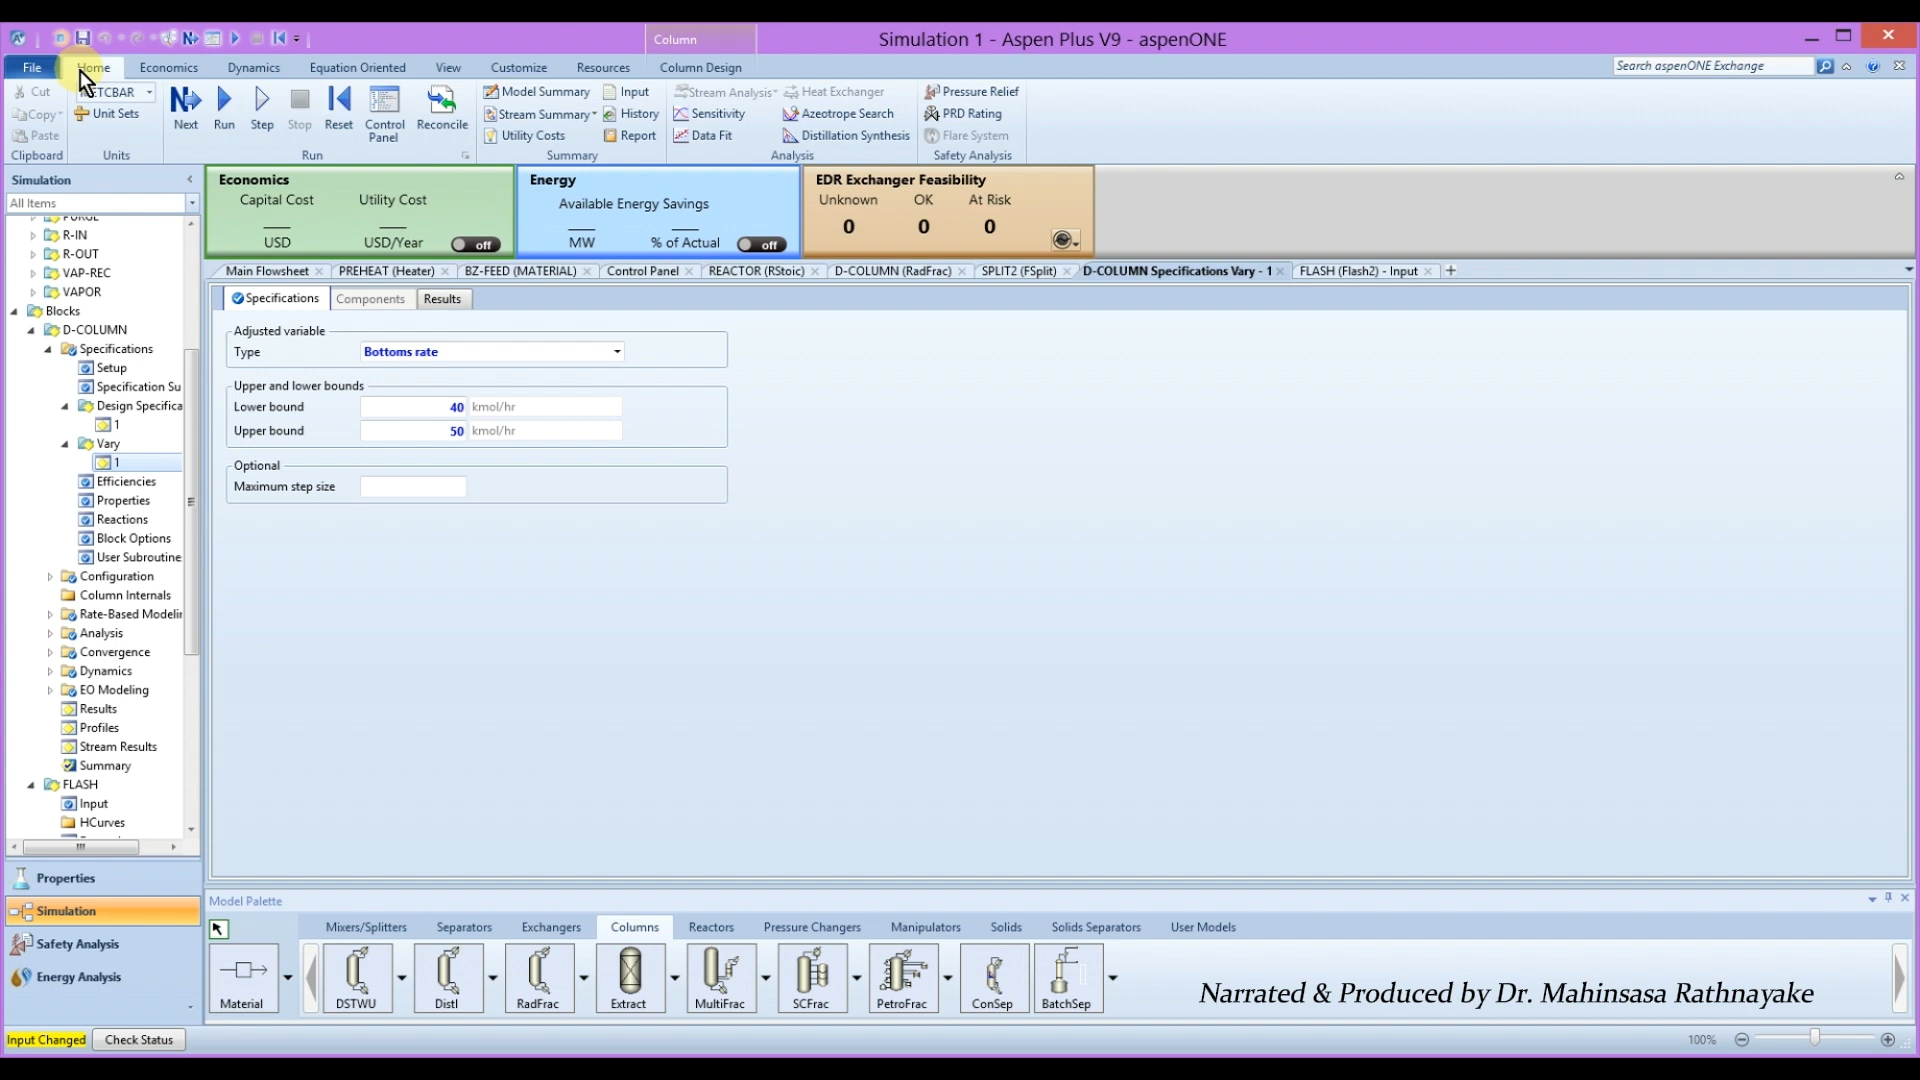 Column
Simulation 1 - Aspen Plus V9 - aspenONE
File
Home
Economics
Dynamics
Equation Oriented
View
Customize
Resources
Column Design
Search aspenONE Exchange
Cut
Copy
Paste
Clipboard
Unit Sets
Units
Next
Run
Step
Stop
Reset
Control Panel
Reconcile
Run
Model Summary
Input
Stream Summary
History
Utility Costs
Report
Summary
Stream Analysis
Heat Exchanger
Sensitivity
Azeotrope Search
Data Fit
Distillation Synthesis
Analysis
Pressure Relief
PRD Rating
Flare System
Safety Analysis
Simulation
All Items
Economics
Capital Cost
Utility Cost
USD
USD/Year
off
Energy
Available Energy Savings
MW
% of Actual
off
EDR Exchanger Feasibility
Unknown
OK
At Risk
0
0
0
Main Flowsheet
PREHEAT (Heater)
BZ-FEED (MATERIAL)
Control Panel
REACTOR (RStoic)
D-COLUMN (RadFrac)
SPLIT2 (FSplit)
D-COLUMN Specifications Vary - 1
FLASH (Flash2) - Input
PURGE
R-IN
R-OUT
VAP-REC
VAPOR
Blocks
D-COLUMN
Specifications
Setup
Specification Su
Design Specifica
1
Vary
1
Efficiencies
Properties
Reactions
Block Options
User Subroutine
Configuration
Column Internals
Rate-Based Modelin
Analysis
Convergence
Dynamics
EO Modeling
Results
Profiles
Stream Results
Summary
FLASH
Input
HCurves
Specifications
Components
Results
Adjusted variable
Type
Bottoms rate
Upper and lower bounds
Lower bound
40
kmol/hr
Upper bound
50
kmol/hr
Optional
Maximum step size
Properties
Simulation
Safety Analysis
Energy Analysis
Model Palette
Mixers/Splitters
Separators
Exchangers
Columns
Reactors
Pressure Changers
Manipulators
Solids
Solids Separators
User Models
Material
DSTWU
Distl
RadFrac
Extract
MultiFrac
SCFrac
PetroFrac
ConSep
BatchSep
Narrated & Produced by Dr. Mahinsasa Rathnayake
Input Changed
Check Status
100%